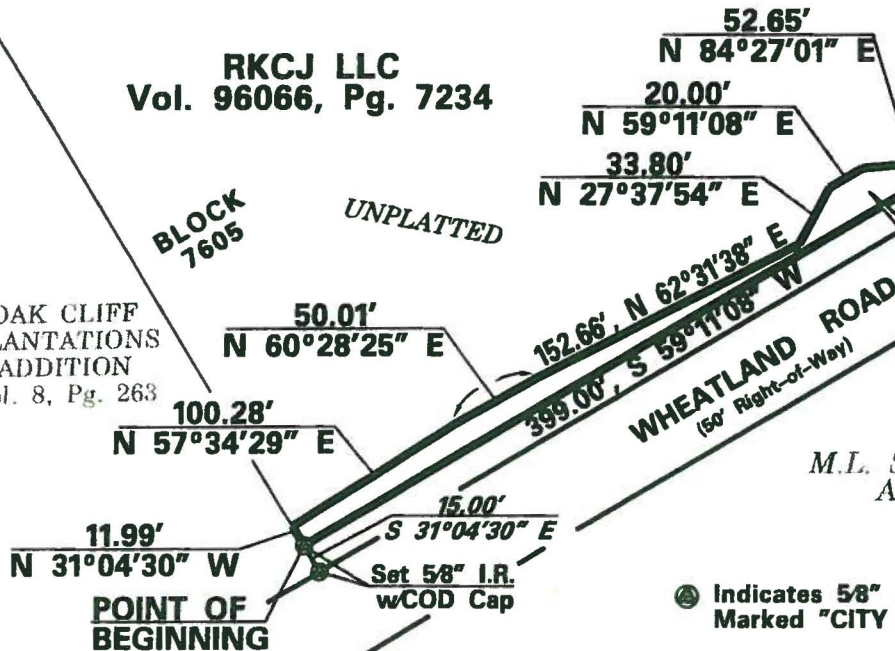 52.65'
N 84°27'01" E
RKCJ LLC
Vol. 96066, Pg. 7234
20.00'
N 59°11'08" E
33.80'
N 27°37'54" E
BLOCK
7605
UNPLATTED
OAK CLIFF
PLANTATIONS
ADDITION
8, Pg. 263
50.01'
N 60°28'25" E
152.66', N 62°31'38" E
399.00', S 59°11'08" W
WHEATLAND ROAD
(50' Right-of-Way)
100.28'
N 57°34'29" E
M.L.
15.00'
S 31°04'30" E
11.99'
N 31°04'30" W
Set 5/8" I.R.
w/COD Cap
POINT OF
BEGINNING
Indicates 5/8"
Marked "CITY